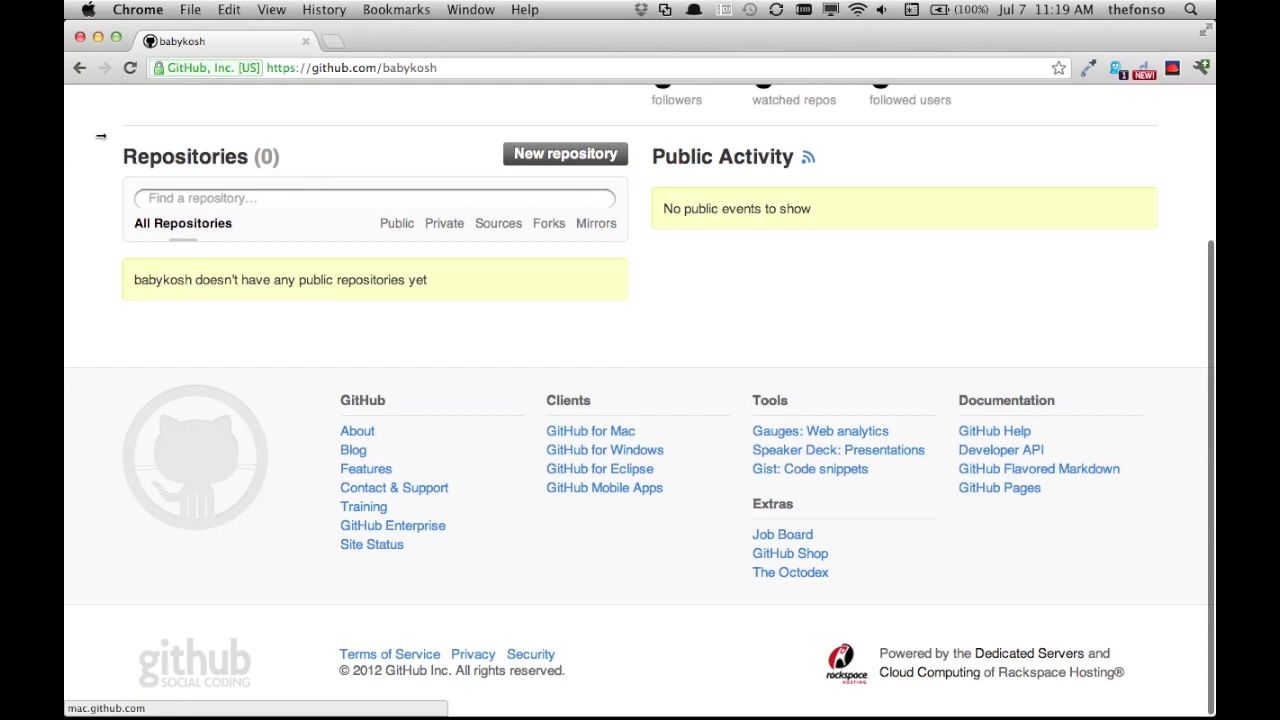 Chrome File Edit View History Bookmarks Window Help (100%) Jul 7 11:19 AM thefonso
babykosh
GitHub, Inc. [US] https://github.com/babykosh
1 NEW!
followers watched repos followed users
Repositories (0) New repository Public Activity
Find a repository...
No public events to show
All Repositories Public Private Sources Forks Mirrors
babykosh doesn't have any public repositories yet
GitHub Clients Tools Documentation
About GitHub for Mac Gauges: Web analytics GitHub Help
Blog GitHub for Windows Speaker Deck: Presentations Developer API
Features GitHub for Eclipse Gist: Code snippets GitHub Flavored Markdown
Contact & Support GitHub Mobile Apps GitHub Pages
Training Extras
GitHub Enterprise
Job Board
Site Status
GitHub Shop
The Octodex
github
SOCIAL CODING
Terms of Service Privacy Security
© 2012 GitHub Inc. All rights reserved.
rackspace
HOSTING
Powered by the Dedicated Servers and
Cloud Computing of Rackspace Hosting®
mac.github.com